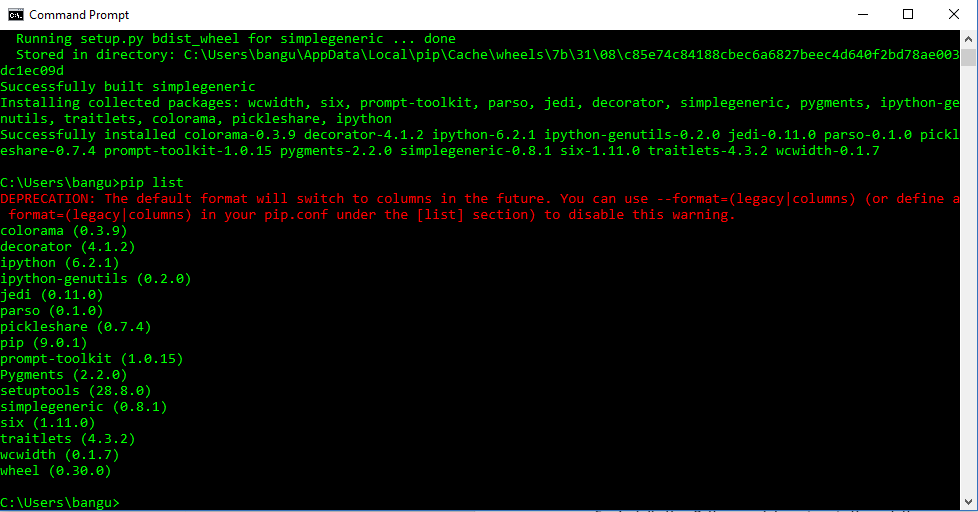 Command Prompt
Running setup.py bdist_wheel for simplegeneric ... done
Stored in directory: C:\Users\bangu\AppData\Local\pip\Cache\wheels\7b\31\08\c85e74c84188cbec6a6827beec4d640f2bd78ae003
dc1ec09d
Successfully built simplegeneric
Installing collected packages: wcwidth, six, prompt-toolkit, parso, jedi, decorator, simplegeneric, pygments, ipython-ge
nutils, traitlets, colorama, pickleshare, ipython
Successfully installed colorama-0.3.9 decorator-4.1.2 ipython-6.2.1 ipython-genutils-0.2.0 jedi-0.11.0 parso-0.1.0 pickl
eshare-0.7.4 prompt-toolkit-1.0.15 pygments-2.2.0 simplegeneric-0.8.1 six-1.11.0 traitlets-4.3.2 wcwidth-0.1.7
C:\Users\bangu>pip list
DEPRECATION: The default format will switch to columns in the future. You can use --format=(legacy|columns) (or define a
format=(legacy|columns) in your pip.conf under the [list] section) to disable this warning.
colorama (0.3.9)
decorator (4.1.2)
ipython (6.2.1)
ipython-genutils (0.2.0)
jedi (0.11.0)
parso (0.1.0)
pickleshare (0.7.4)
pip (9.0.1)
prompt-toolkit (1.0.15)
Pygments (2.2.0)
setuptools (28.8.0)
simplegeneric (0.8.1)
six (1.11.0)
traitlets (4.3.2)
wcwidth (0.1.7)
wheel (0.30.0)
C:\Users\bangu>